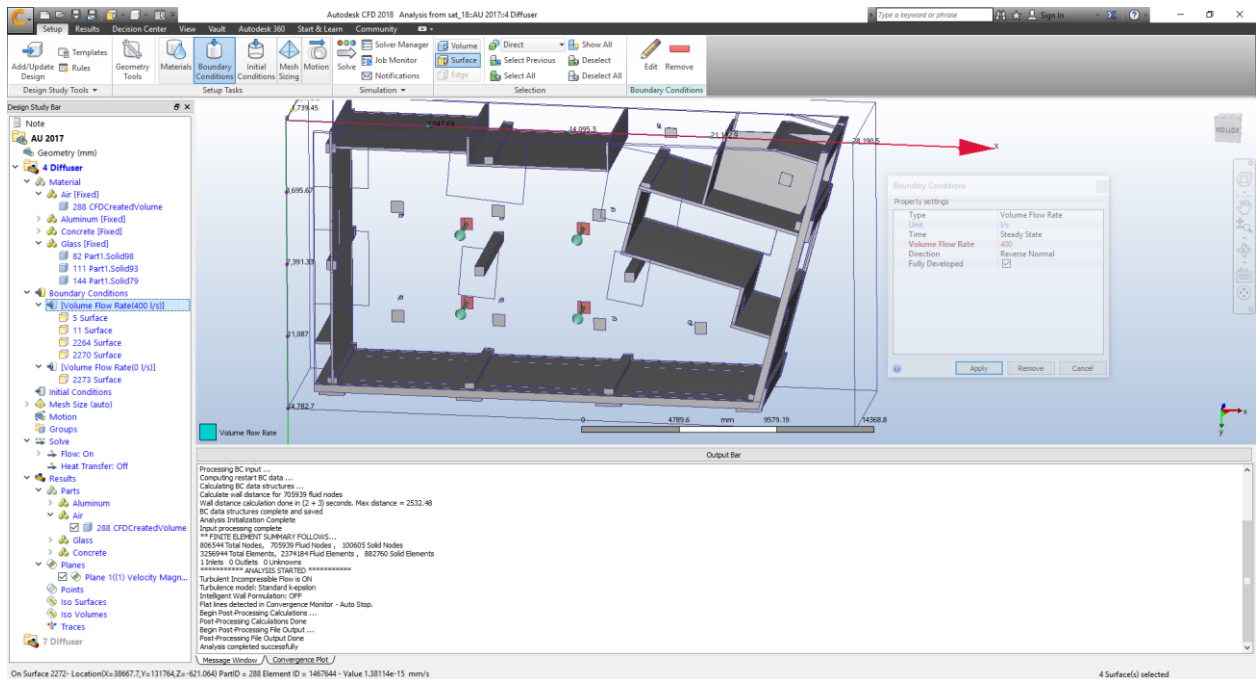 Autodesk CFD 2018 Analysis from sat_18::AU 2017::4 Diffuser
Type a keyword or phrase
Sign In
Setup Results Decision Center View Vault Autodesk 360 Start & Learn Community
Add/Update Design
Templates
Rules
Design Study Tools
Geometry Tools
Materials
Boundary Conditions
Initial Conditions
Mesh Sizing
Motion
Setup Tasks
Solve
Solver Manager
Job Monitor
Notifications
Simulation
Volume
Surface
Edge
Direct
Select Previous
Select All
Show All
Deselect
Deselect All
Selection
Edit Remove
Boundary Conditions
Design Study Bar
Note
AU 2017
Geometry (mm)
4 Diffuser
Material
Air [Fixed]
288 CFDCreatedVolume
Aluminum [Fixed]
Concrete [Fixed]
Glass [Fixed]
82 Part1.Solid98
111 Part1.Solid93
144 Part1.Solid79
Boundary Conditions
[Volume Flow Rate(400 l/s)]
5 Surface
11 Surface
2264 Surface
2270 Surface
[Volume Flow Rate(0 l/s)]
2273 Surface
Initial Conditions
Mesh Size (auto)
Motion
Groups
Solve
Flow: On
Heat Transfer: Off
Results
Parts
Aluminum
Air
288 CFDCreatedVolume
Glass
Concrete
Planes
Plane 1((1) Velocity Magn...
Points
Iso Surfaces
Iso Volumes
Traces
7 Diffuser
14,095.3
28,190.5
X
Volume Flow Rate
0 4789.6 mm 9579.19 14368.8
x
y
Boundary Conditions
Property settings
Type Volume Flow Rate
Unit l/s
Time Steady State
Volume Flow Rate 400
Direction Reverse Normal
Fully Developed
Apply Remove Cancel
Output Bar
Processing BC input ...
Computing restart BC data ...
Calculating BC data structures ...
Calculate wall distance for 705939 fluid nodes
Wall distance calculation done in (2 + 3) seconds. Max distance = 2532.48
BC data structures complete and saved
Analysis Initialization Complete
Input processing complete
** FINITE ELEMENT SUMMARY FOLLOWS...
806544 Total Nodes, 705939 Fluid Nodes , 100605 Solid Nodes
3256944 Total Elements, 2374184 Fluid Elements , 882760 Solid Elements
1 Inlets 0 Outlets 0 Unknowns
*********** ANALYSIS STARTED ***********
Turbulent Incompressible Flow is ON
Turbulence model: Standard k-epsilon
Intelligent Wall Formulation: OFF
Flat lines detected in Convergence Monitor - Auto Stop.
Begin Post-Processing Calculations ...
Post-Processing Calculations Done
Begin Post-Processing File Output ...
Post-Processing File Output Done
Analysis completed successfully
Message Window Convergence Plot
On Surface 2272- Location(X=38667.7,Y=131764,Z=-621.064) PartID = 288 Element ID = 1467644 - Value 1.38114e-15 mm/s
4 Surface(s) selected